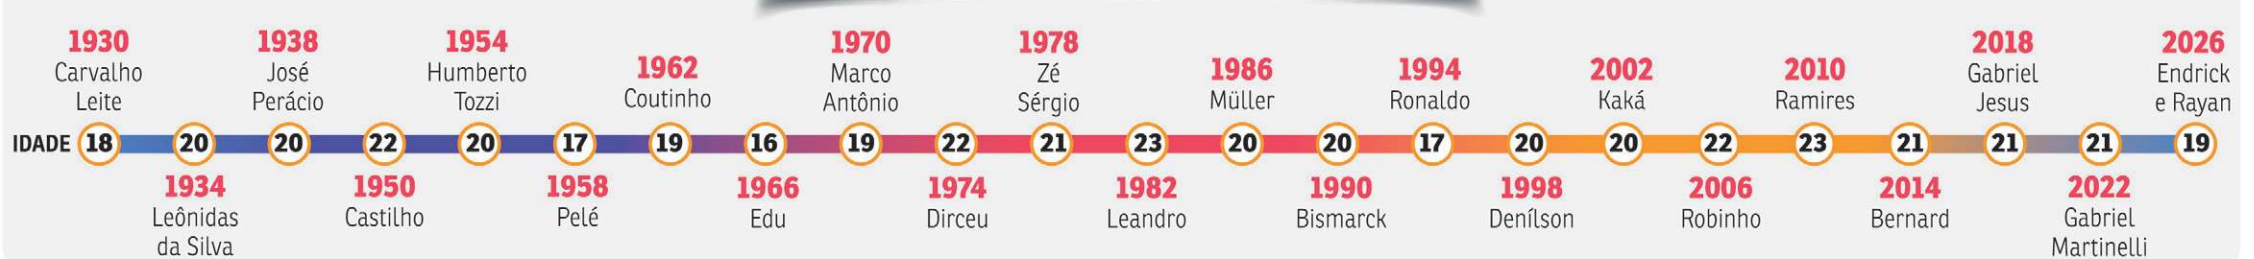 1930
Carvalho
Leite
1938
José
Perácio
1954
Humberto
Tozzi
1962
Coutinho
1970
Marco
Antônio
1978
Zé
Sérgio
1986
Müller
1994
Ronaldo
2002
Kaká
2010
Ramires
2018
Gabriel
Jesus
2026
Endrick
e Rayan
IDADE 18 20 20 22 20 17 19 16 19 22 21 23 20 20 17 20 20 22 23 21 21 21 19
1934
Leônidas
da Silva
1950
Castilho
1958
Pelé
1966
Edu
1974
Dirceu
1982
Leandro
1990
Bismarck
1998
Denílson
2006
Robinho
2014
Bernard
2022
Gabriel
Martinelli